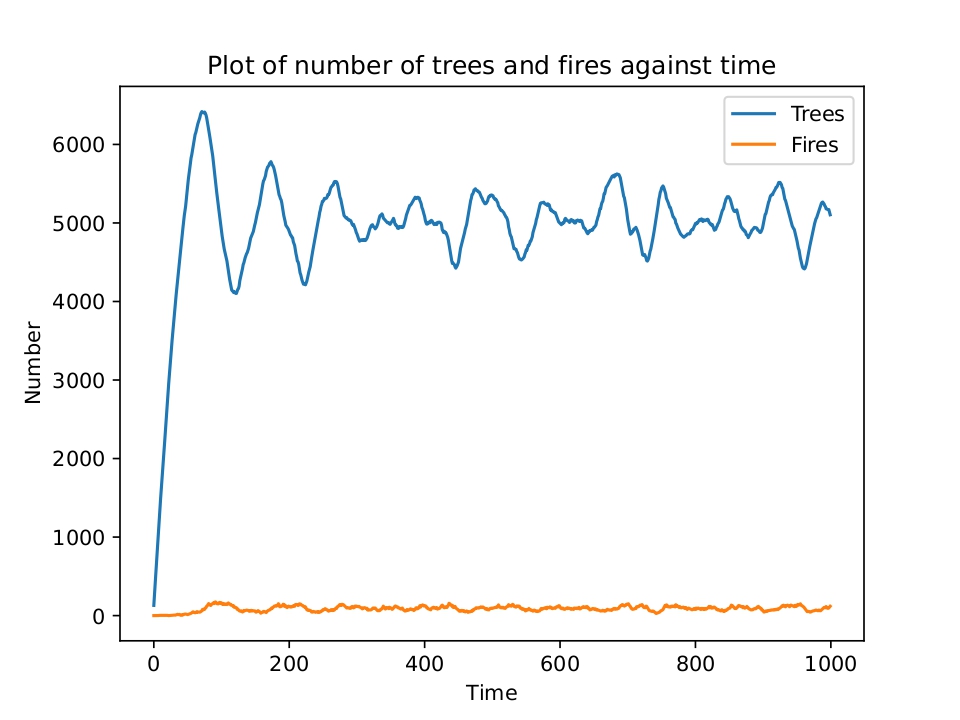 Plot of number of trees and fires against time
Trees
Fires
6000
5000
4000
3000
2000
1000
0
Number
0 200 400 600 800 1000
Time